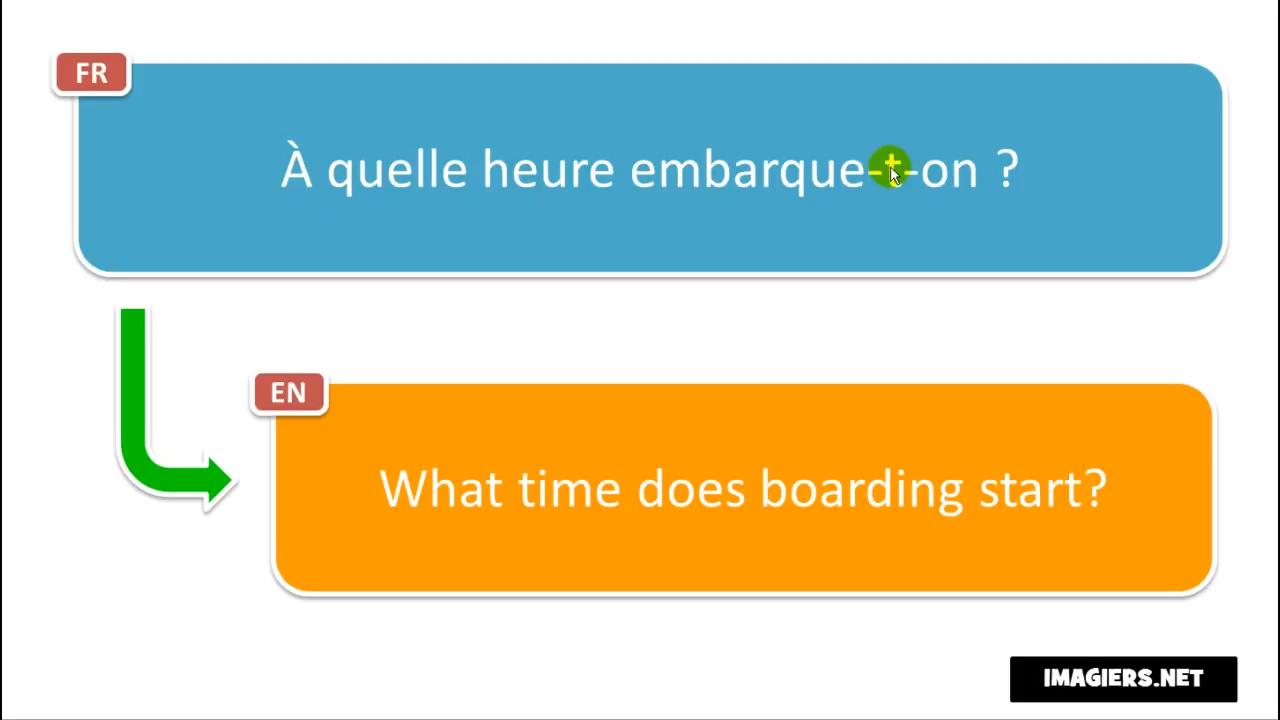 FR
À quelle heure embarque-t-on ?
EN
What time does boarding start?
IMAGIERS.NET